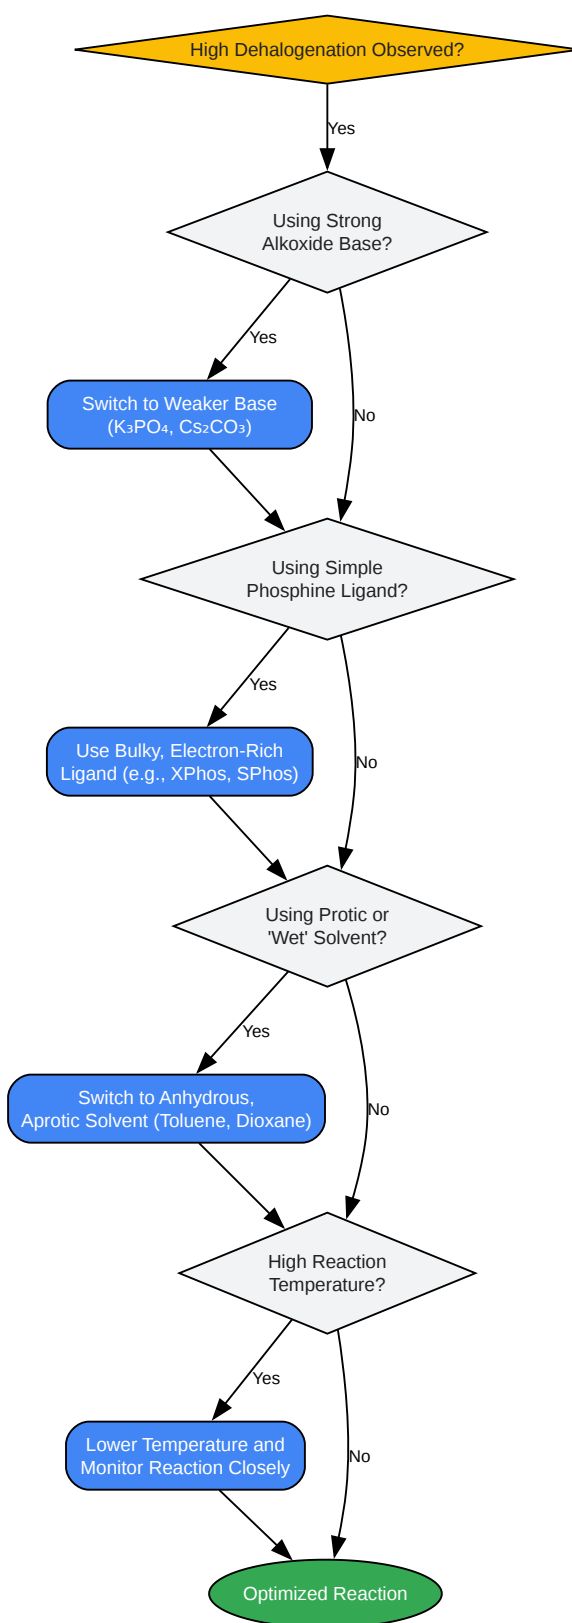 High Dehalogenation Observed?
Yes
Using Strong
Alkoxide Base?
Yes
No
Switch to Weaker Base
(K₃PO₄, Cs₂CO₃)
Using Simple
Phosphine Ligand?
Yes
No
Use Bulky, Electron-Rich
Ligand (e.g., XPhos, SPhos)
Using Protic or
'Wet' Solvent?
Yes
No
Switch to Anhydrous,
Aprotic Solvent (Toluene, Dioxane)
High Reaction
Temperature?
Yes
No
Lower Temperature and
Monitor Reaction Closely
Optimized Reaction